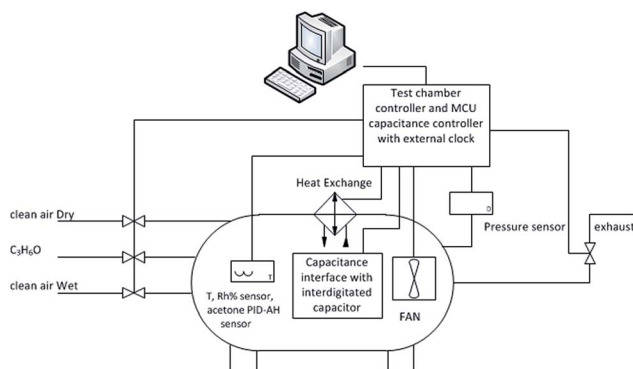 Test chamber
controller and MCU
capacitance controller
with external clock
Heat Exchange
clean air Dry
C₃H₆O
clean air Wet
Pressure sensor
exhaust
T
T, Rh% sensor,
acetone PID-AH
sensor
Capacitance
interface with
interdigitated
capacitor
FAN